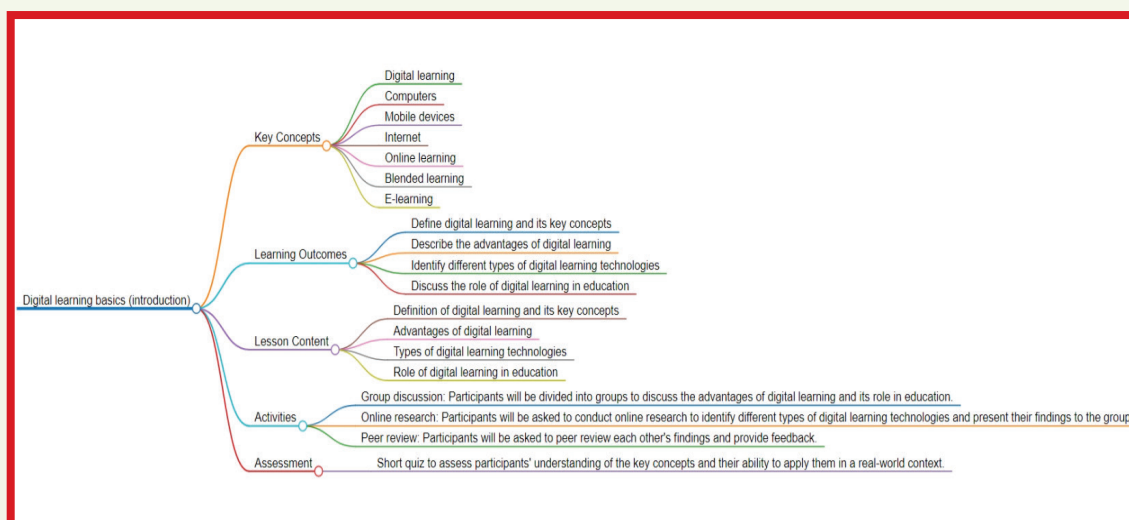 Digital learning basics (introduction)
Key Concepts
Digital learning
Computers
Mobile devices
Internet
Online learning
Blended learning
E-learning
Learning Outcomes
Define digital learning and its key concepts
Describe the advantages of digital learning
Identify different types of digital learning technologies
Discuss the role of digital learning in education
Lesson Content
Definition of digital learning and its key concepts
Advantages of digital learning
Types of digital learning technologies
Role of digital learning in education
Activities
Group discussion: Participants will be divided into groups to discuss the advantages of digital learning and its role in education.
Online research: Participants will be asked to conduct online research to identify different types of digital learning technologies and present their findings to the group
Peer review: Participants will be asked to peer review each other's findings and provide feedback.
Assessment
Short quiz to assess participants' understanding of the key concepts and their ability to apply them in a real-world context.